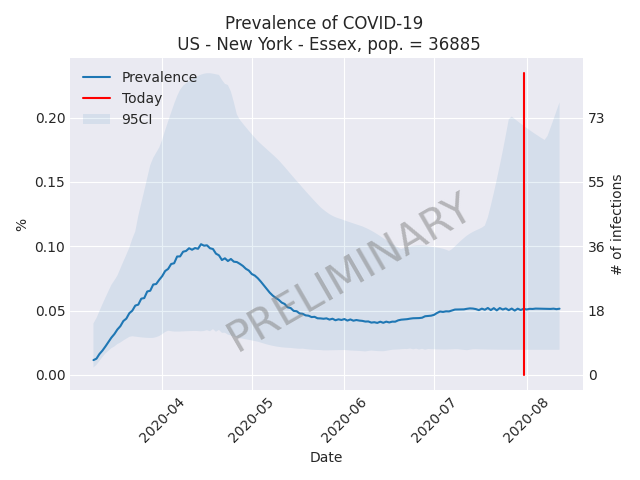 Prevalence of COVID-19
US - New York - Essex, pop. = 36885
Prevalence
Today
95CI
0.20
0.15
0.10
0.05
0.00
%
73
55
36
18
0
# of infections
PRELIMINARY
2020-04
2020-05
2020-06
2020-07
2020-08
Date